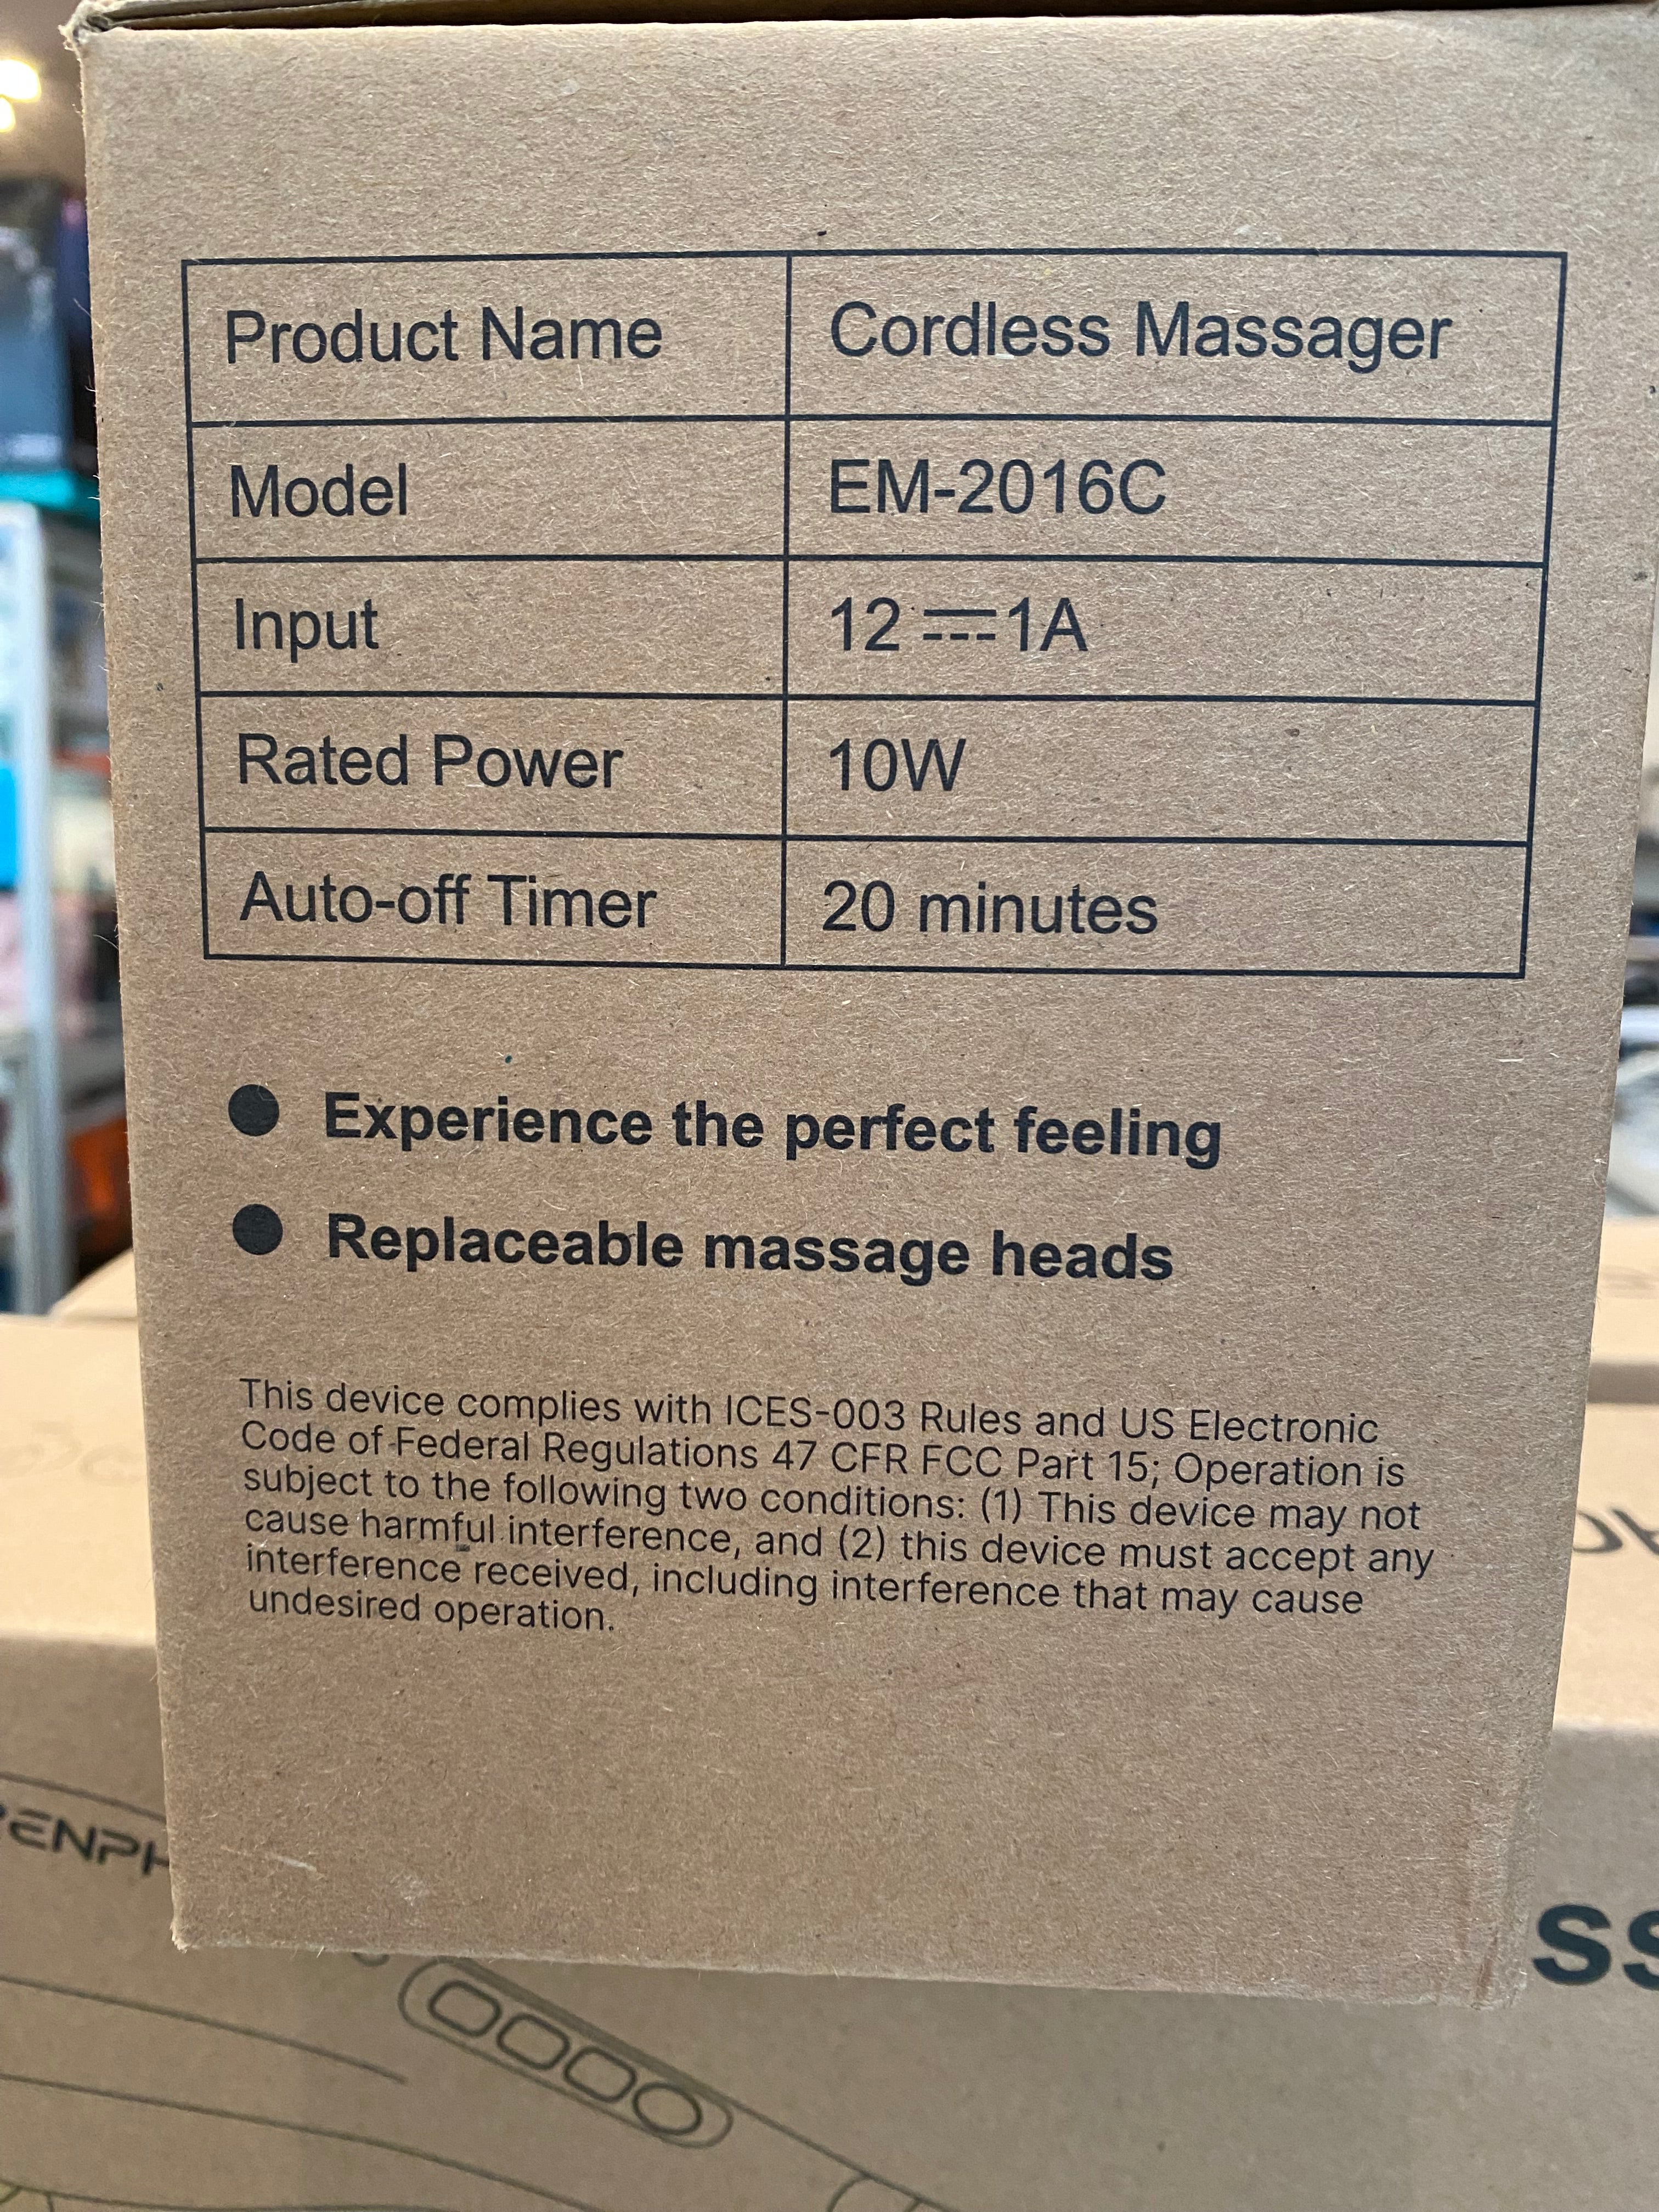 Product Name Cordless Massager
Model EM-2016C
Input 12 ⎓ 1A
Rated Power 10W
Auto-off Timer 20 minutes
● Experience the perfect feeling
● Replaceable massage heads
This device complies with ICES-003 Rules and US Electronic
Code of Federal Regulations 47 CFR FCC Part 15; Operation is
subject to the following two conditions: (1) This device may not
cause harmful interference, and (2) this device must accept any
interference received, including interference that may cause
undesired operation.
ENPH
ss